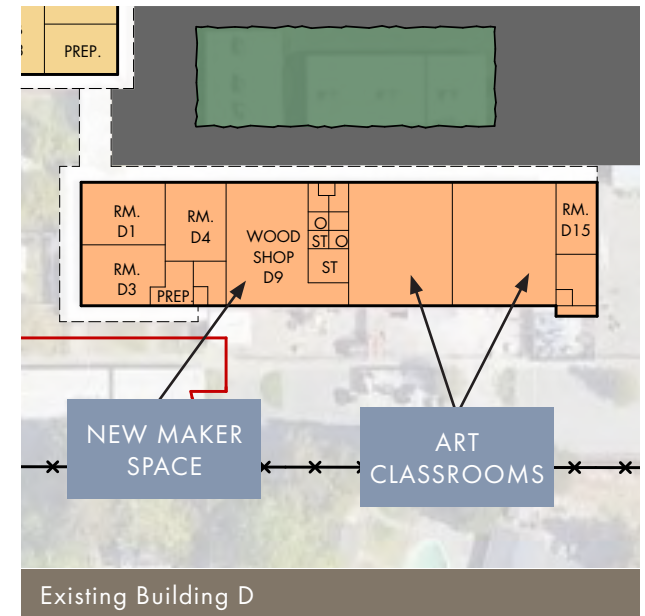 PREP.
RM.
D1
RM.
D4
WOOD
SHOP
D9
O
ST O
ST
RM.
D15
RM.
D3
PREP.
NEW MAKER
SPACE
ART
CLASSROOMS
Existing Building D